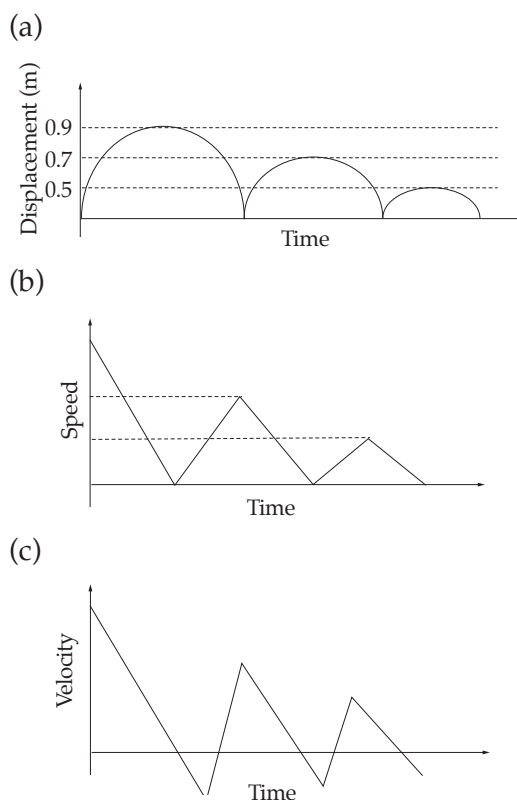 (a)
Displacement (m)
0.9
0.7
0.5
Time
(b)
Speed
Time
(c)
Velocity
Time